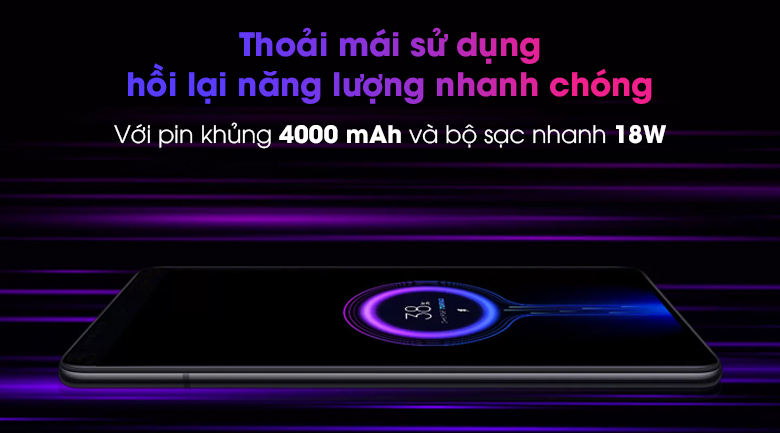 Thoải mái sử dụng
hồi lại năng lượng nhanh chóng
Với pin khủng 4000 mAh và bộ sạc nhanh 18W
38%